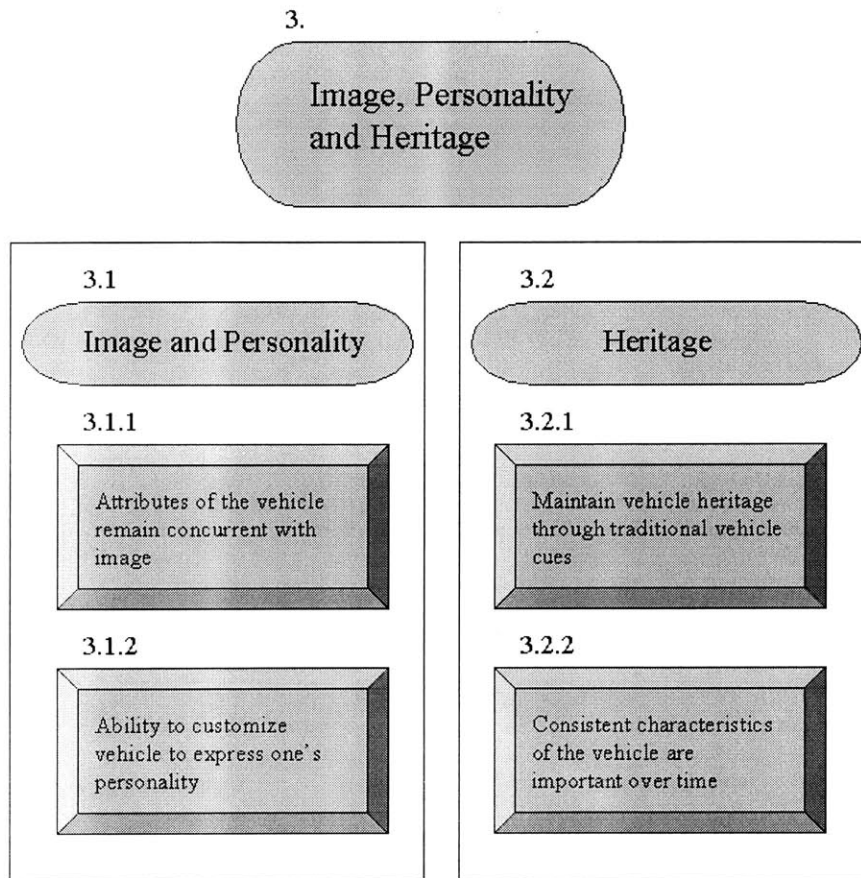 3.
Image, Personality
and Heritage
3.1
Image and Personality
3.1.1
Attributes of the vehicle
remain concurrent with
image
3.1.2
Ability to customize
vehicle to express one's
personality
3.2
Heritage
3.2.1
Maintain vehicle heritage
through traditional vehicle
cues
3.2.2
Consistent characteristics
of the vehicle are
important over time